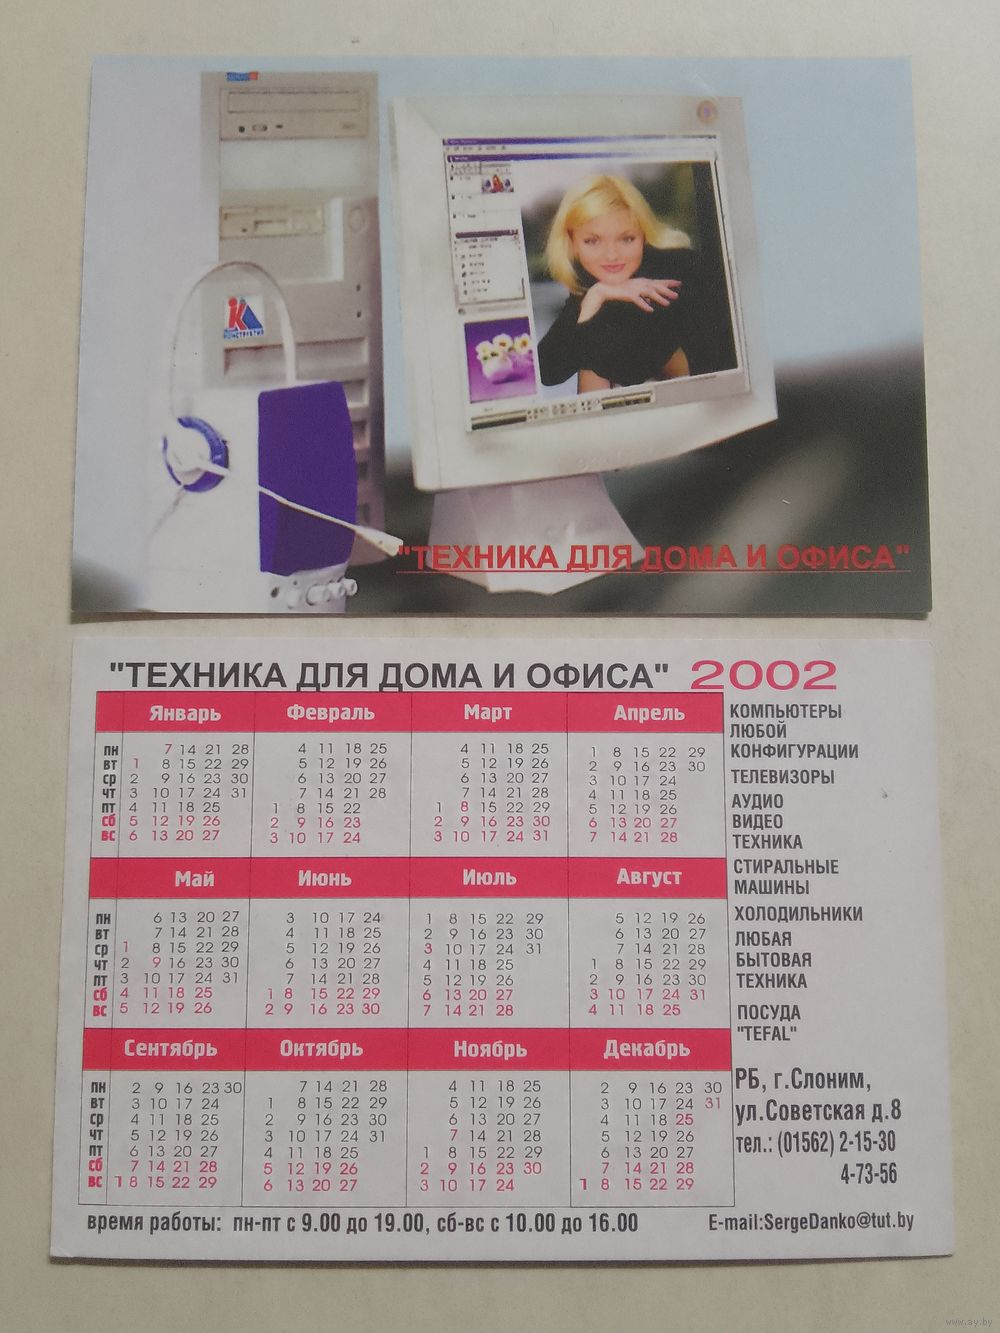 КОНСТРУКТИВ
"ТЕХНИКА ДЛЯ ДОМА И ОФИСА"
"ТЕХНИКА ДЛЯ ДОМА И ОФИСА" 2002
Январь Февраль Март Апрель
пн 7 14 21 28 4 11 18 25 4 11 18 25 1 8 15 22 29
вт 1 8 15 22 29 5 12 19 26 5 12 19 26 2 9 16 23 30
ср 2 9 16 23 30 6 13 20 27 6 13 20 27 3 10 17 24
чт 3 10 17 24 31 7 14 21 28 7 14 21 28 4 11 18 25
пт 4 11 18 25 1 8 15 22 1 8 15 22 29 5 12 19 26
сб 5 12 19 26 2 9 16 23 2 9 16 23 30 6 13 20 27
вс 6 13 20 27 3 10 17 24 3 10 17 24 31 7 14 21 28
Май Июнь Июль Август
пн 6 13 20 27 3 10 17 24 1 8 15 22 29 5 12 19 26
вт 7 14 21 28 4 11 18 25 2 9 16 23 30 6 13 20 27
ср 1 8 15 22 29 5 12 19 26 3 10 17 24 31 7 14 21 28
чт 2 9 16 23 30 6 13 20 27 4 11 18 25 1 8 15 22 29
пт 3 10 17 24 31 7 14 21 28 5 12 19 26 2 9 16 23 30
сб 4 11 18 25 1 8 15 22 29 6 13 20 27 3 10 17 24 31
вс 5 12 19 26 2 9 16 23 30 7 14 21 28 4 11 18 25
Сентябрь Октябрь Ноябрь Декабрь
пн 2 9 16 23 30 7 14 21 28 4 11 18 25 2 9 16 23 30
вт 3 10 17 24 1 8 15 22 29 5 12 19 26 3 10 17 24 31
ср 4 11 18 25 2 9 16 23 30 6 13 20 27 4 11 18 25
чт 5 12 19 26 3 10 17 24 31 7 14 21 28 5 12 19 26
пт 6 13 20 27 4 11 18 25 1 8 15 22 29 6 13 20 27
сб 7 14 21 28 5 12 19 26 2 9 16 23 30 7 14 21 28
вс 1 8 15 22 29 6 13 20 27 3 10 17 24 1 8 15 22 29
КОМПЬЮТЕРЫ
ЛЮБОЙ
КОНФИГУРАЦИИ
ТЕЛЕВИЗОРЫ
АУДИО
ВИДЕО
ТЕХНИКА
СТИРАЛЬНЫЕ
МАШИНЫ
ХОЛОДИЛЬНИКИ
ЛЮБАЯ
БЫТОВАЯ
ТЕХНИКА
ПОСУДА
"TEFAL"
РБ, г.Слоним,
ул.Советская д.8
тел.: (01562) 2-15-30
4-73-56
время работы: пн-пт с 9.00 до 19.00, сб-вс с 10.00 до 16.00
E-mail:SergeDanko@tut.by
www.ay.by